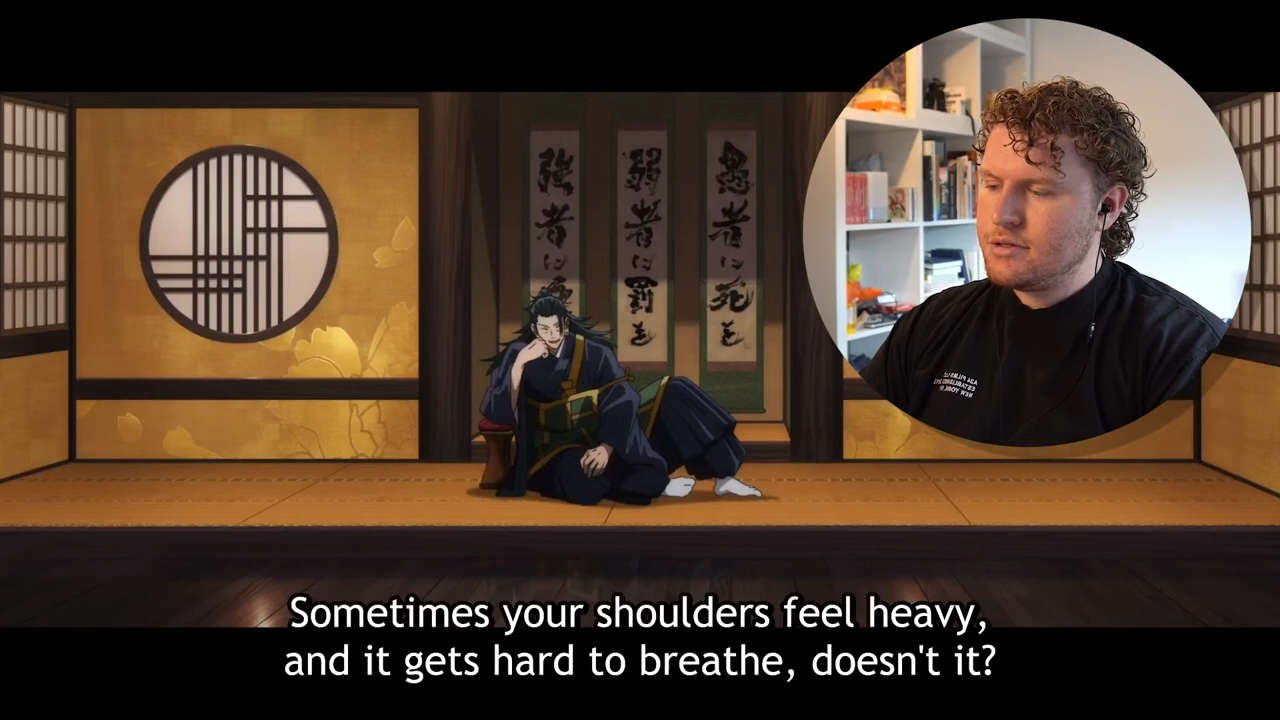 愚者に死を
弱者に罰を
強者に
Sometimes your shoulders feel heavy,
and it gets hard to breathe, doesn't it?